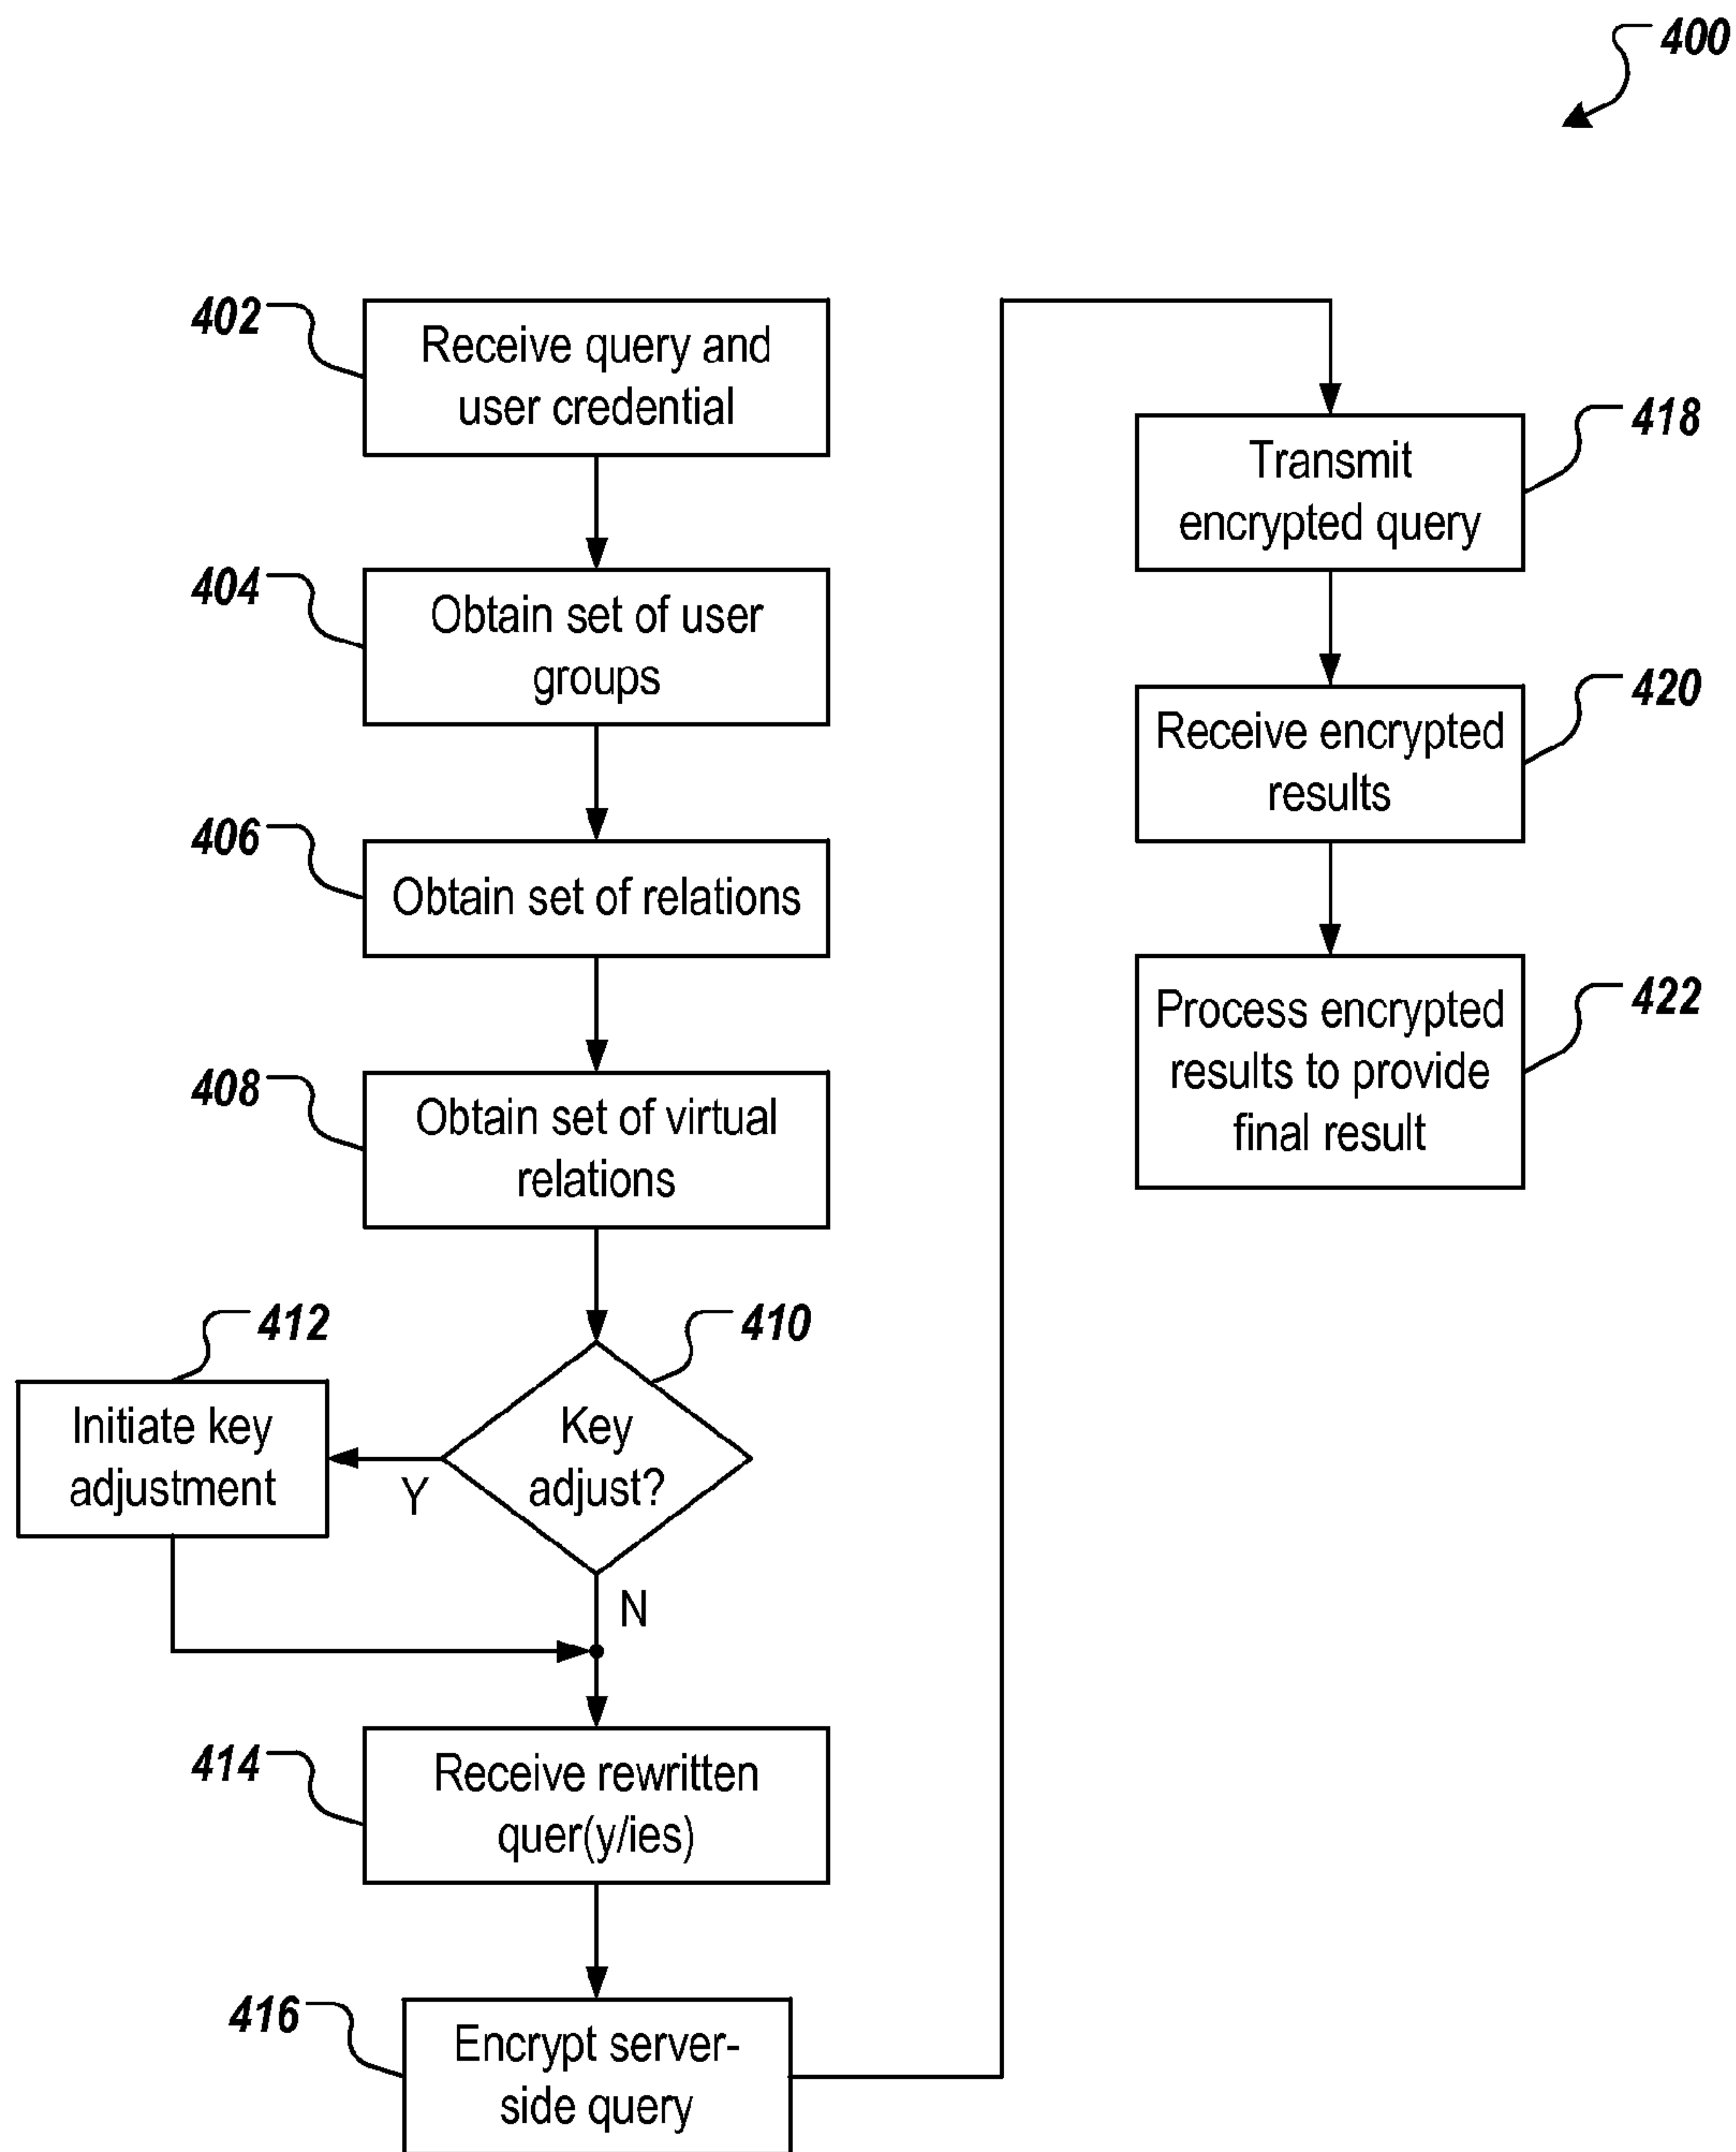 400
402
Receive query and
user credential
404
Obtain set of user
groups
406
Obtain set of relations
408
Obtain set of virtual
relations
410
Key
adjust?
Y
N
412
Initiate key
adjustment
414
Receive rewritten
quer(y/ies)
416
Encrypt server-
side query
418
Transmit
encrypted query
420
Receive encrypted
results
422
Process encrypted
results to provide
final result